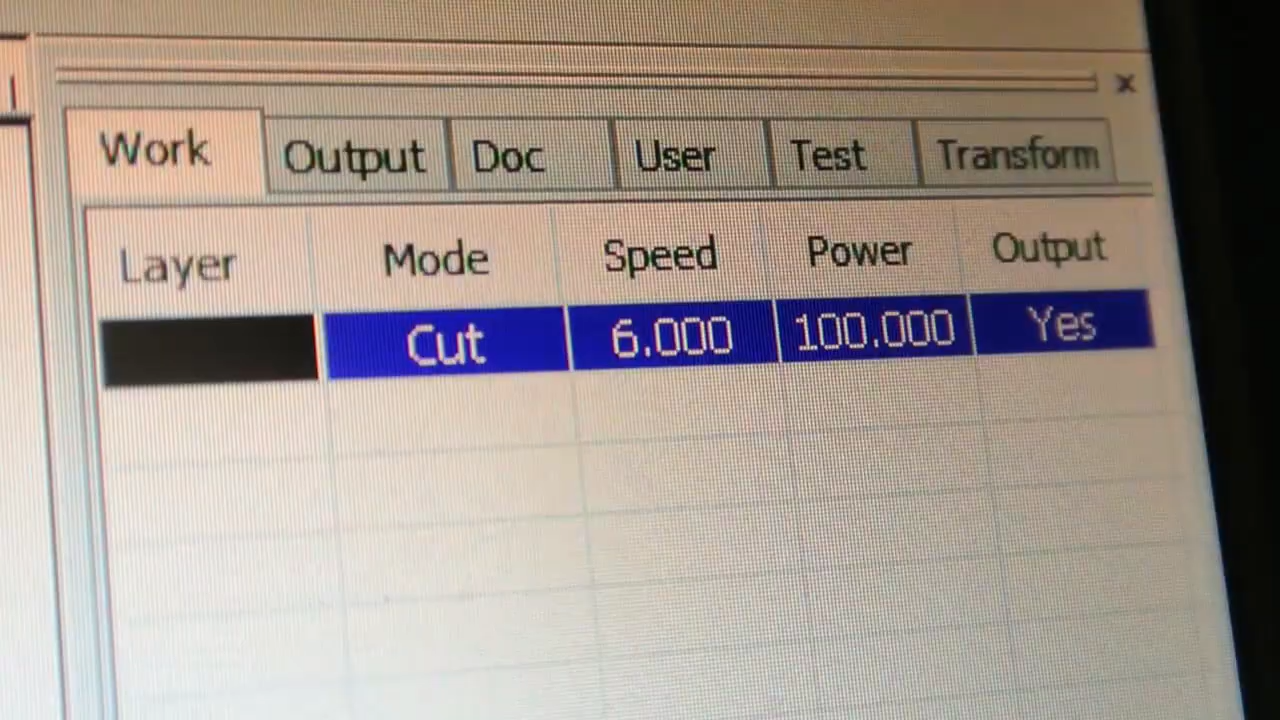 Work Output Doc User Test Transform
Layer Mode Speed Power Output
Cut 6.000 100.000 Yes